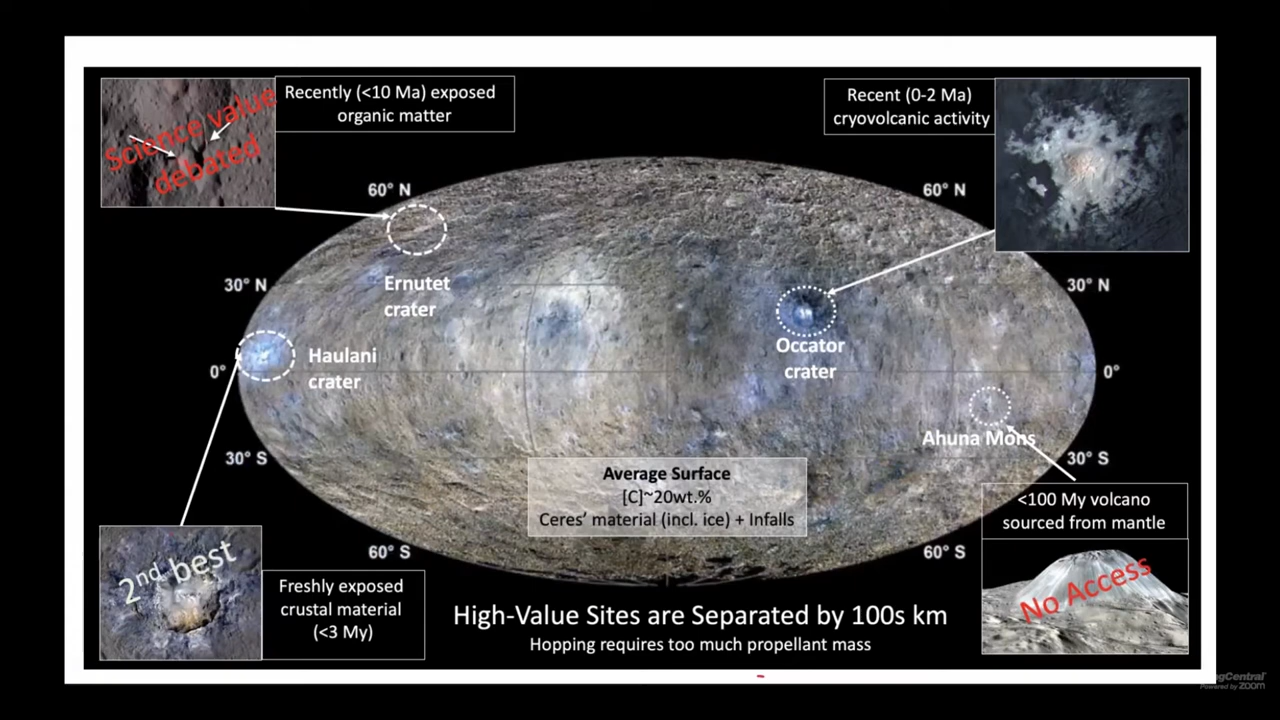 Science value
debated
Recently (<10 Ma) exposed
organic matter
Recent (0-2 Ma)
cryovolcanic activity
60° N
60° N
30° N
30° N
Ernutet
crater
Haulani
crater
Occator
crater
0°
0°
Ahuna Mons
30° S
30° S
Average Surface
[C]~20wt.%
Ceres’ material (incl. ice) + Infalls
<100 My volcano
sourced from mantle
60° S
60° S
2nd best
No Access
Freshly exposed
crustal material
(<3 My)
High-Value Sites are Separated by 100s km
Hopping requires too much propellant mass
Powered by zoom